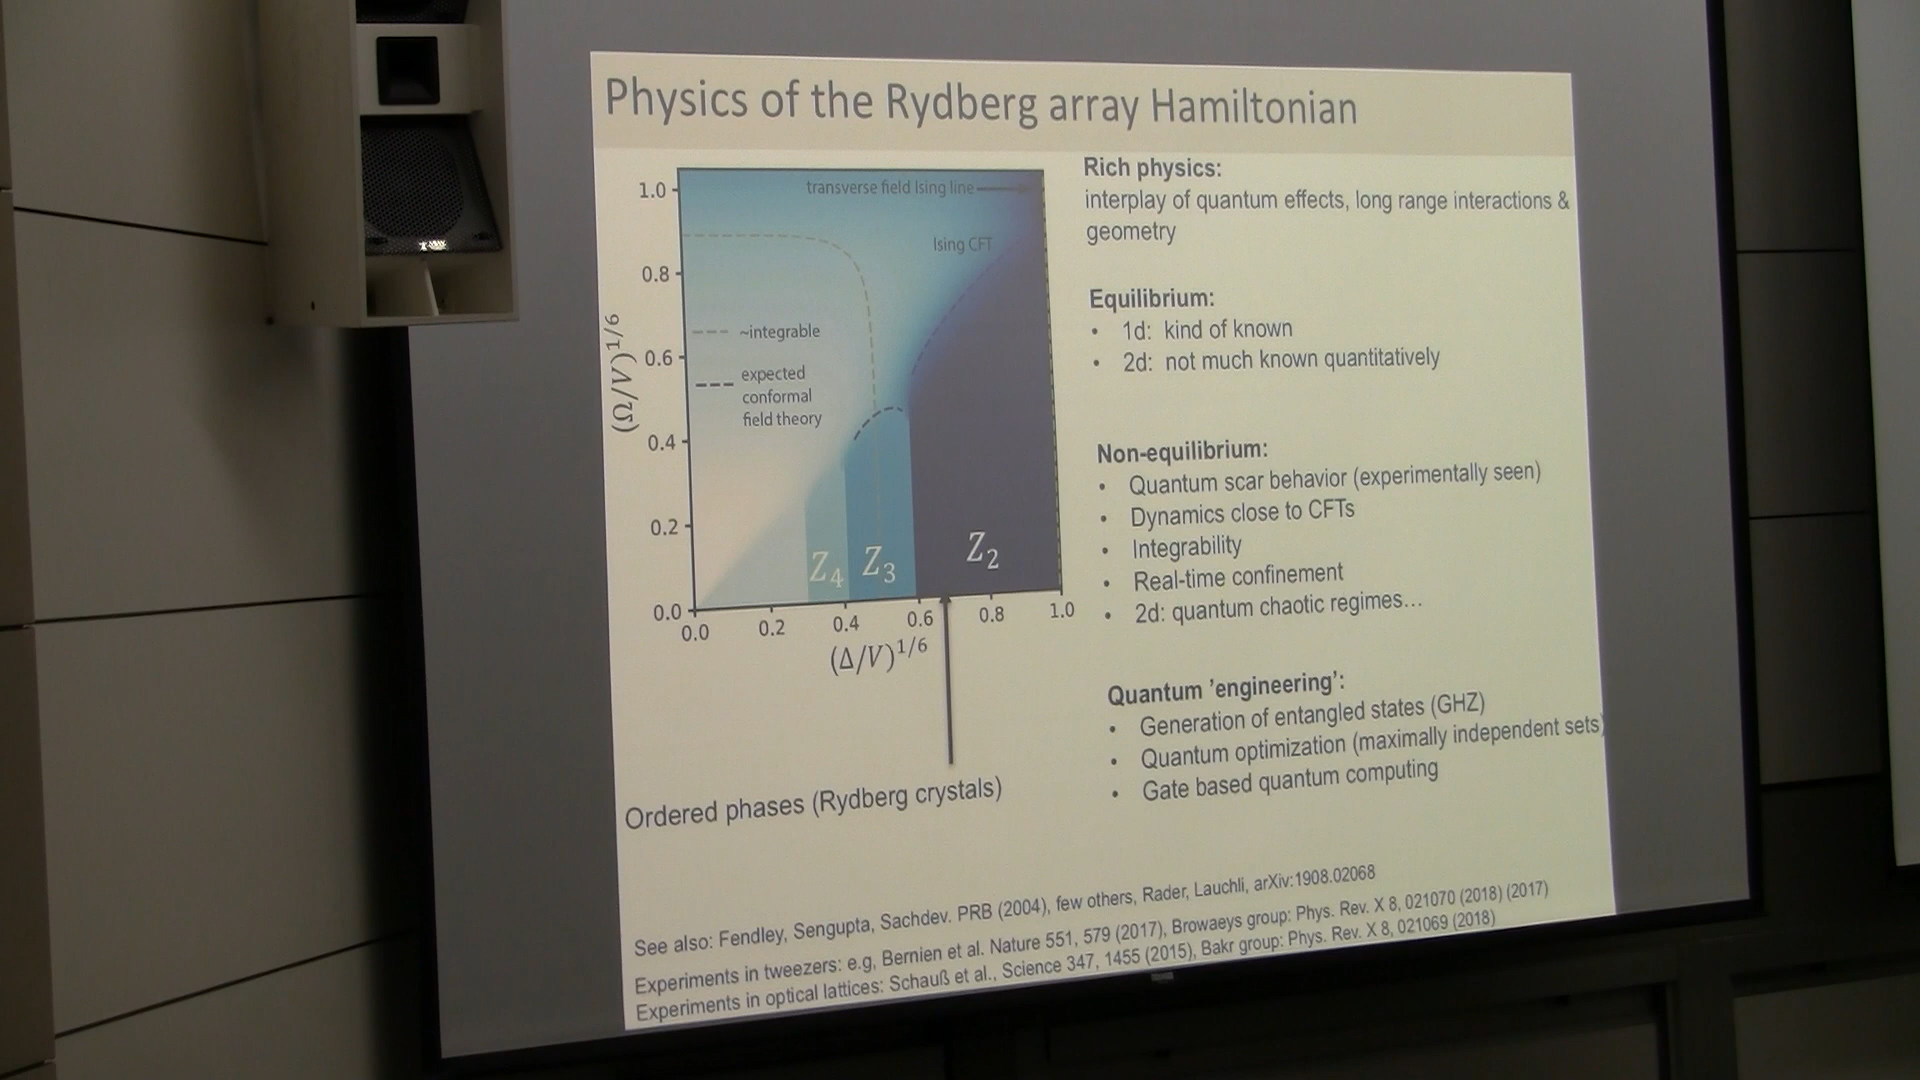 Physics of the Rydberg array Hamiltonian
1.0
0.8
0.6
0.4
0.2
0.0
(Ω/V)^1/6
transverse field Ising line
Ising CFT
~integrable
expected
conformal
field theory
Z4
Z3
Z2
0.0
0.2
0.4
0.6
0.8
1.0
(Δ/V)^1/6
Ordered phases (Rydberg crystals)
Rich physics:
interplay of quantum effects, long range interactions &
geometry
Equilibrium:
• 1d: kind of known
• 2d: not much known quantitatively
Non-equilibrium:
• Quantum scar behavior (experimentally seen)
• Dynamics close to CFTs
• Integrability
• Real-time confinement
• 2d: quantum chaotic regimes…
Quantum ’engineering’:
• Generation of entangled states (GHZ)
• Quantum optimization (maximally independent sets)
• Gate based quantum computing
See also: Fendley, Sengupta, Sachdev. PRB (2004), few others, Rader, Lauchli, arXiv:1908.02068
Experiments in tweezers: e.g, Bernien et al. Nature 551, 579 (2017), Browaeys group: Phys. Rev. X 8, 021070 (2018) (2017)
Experiments in optical lattices: Schauß et al., Science 347, 1455 (2015), Bakr group: Phys. Rev. X 8, 021069 (2018)